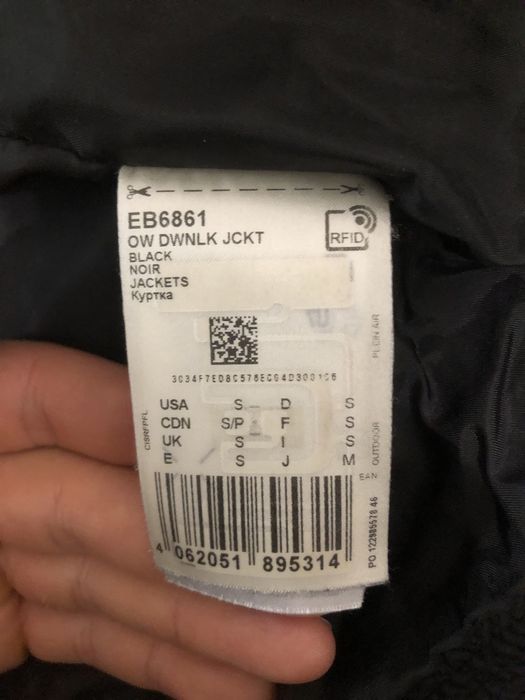 EB6861
OW DWNLK JCKT
BLACK
NOIR
JACKETS
Куртка
RFID
USA S D S
CDN S/P F S
UK S I S
E S J M
CISRFPFL
PLEIN AIR
OUTDOOR
EAN
4 062051 895314